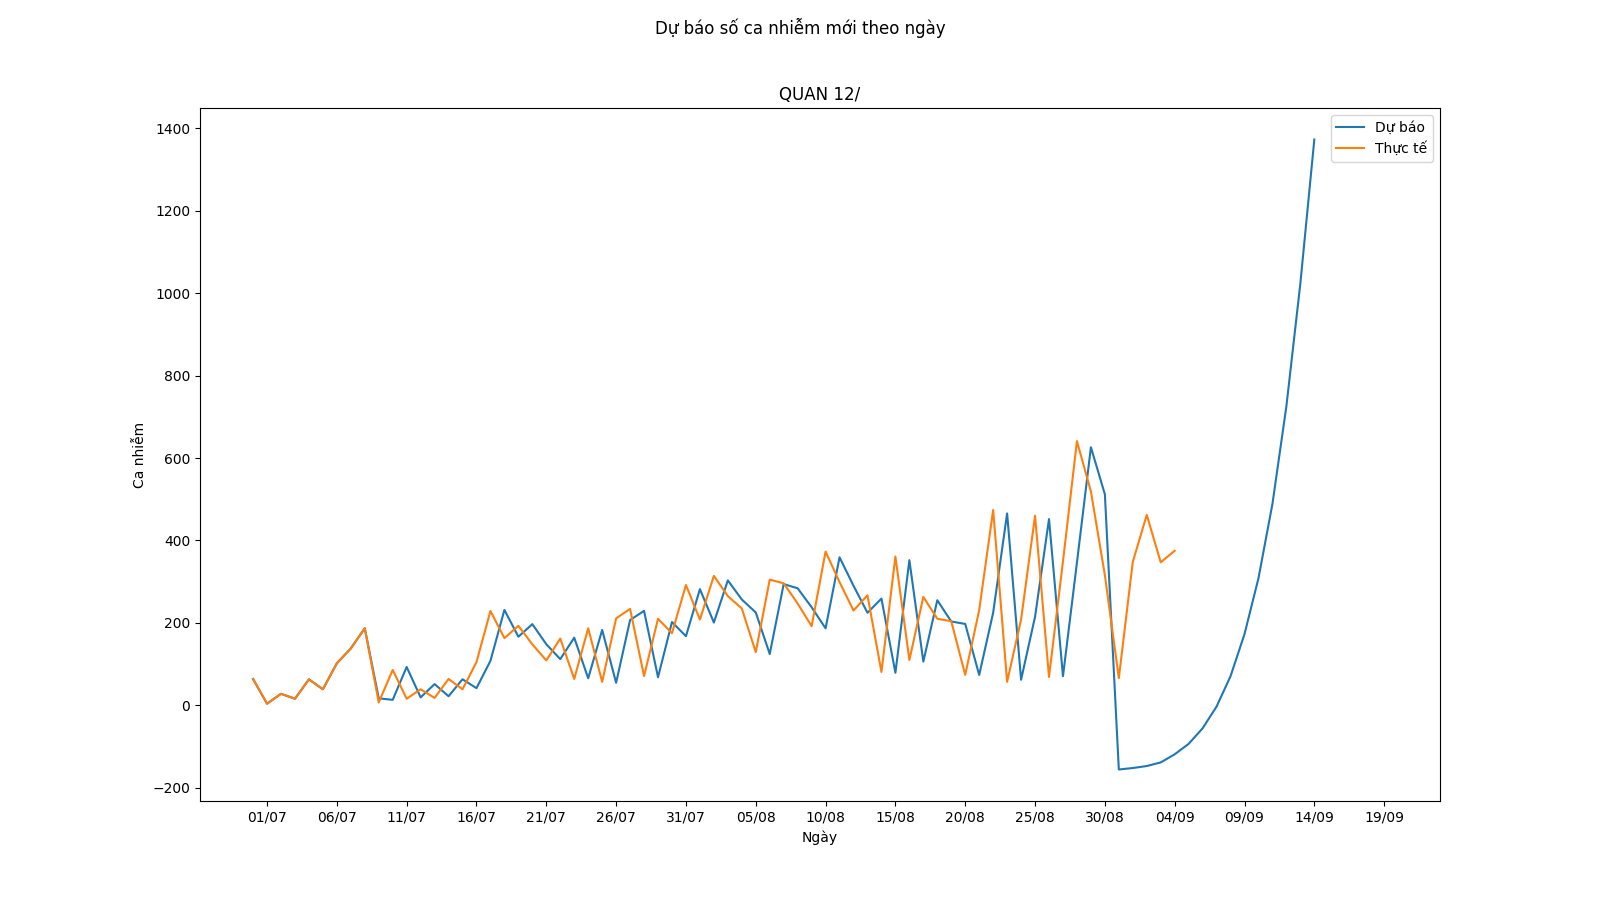 Dự báo số ca nhiễm mới theo ngày
QUAN 12/
Dự báo
Thực tế
1400
1200
1000
800
600
400
200
0
−200
Ca nhiễm
01/07 06/07 11/07 16/07 21/07 26/07 31/07 05/08 10/08 15/08 20/08 25/08 30/08 04/09 09/09 14/09 19/09
Ngày